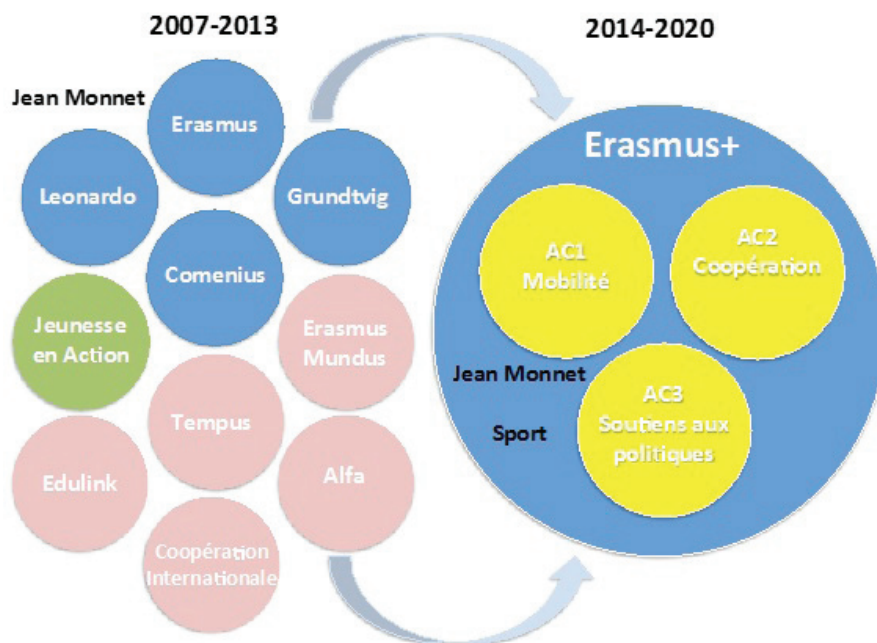 2007-2013
Jean Monnet
Erasmus
Leonardo
Grundtvig
Comenius
Jeunesse
en Action
Erasmus
Mundus
Tempus
Edulink
Alfa
Coopération
Internationale
2014-2020
Erasmus+
AC1
Mobilité
AC2
Coopération
Jean Monnet
AC3
Soutiens aux
politiques
Sport